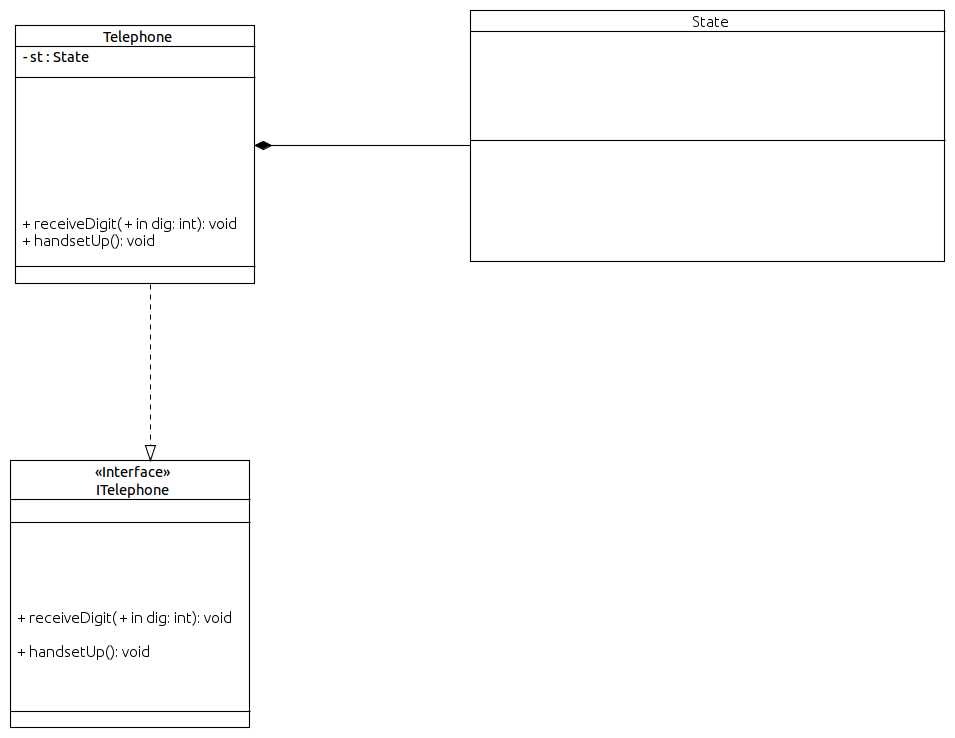 Telephone
- st : State
+ receiveDigit( + in dig: int): void
+ handsetUp(): void
State
«Interface»
ITelephone
+ receiveDigit( + in dig: int): void
+ handsetUp(): void